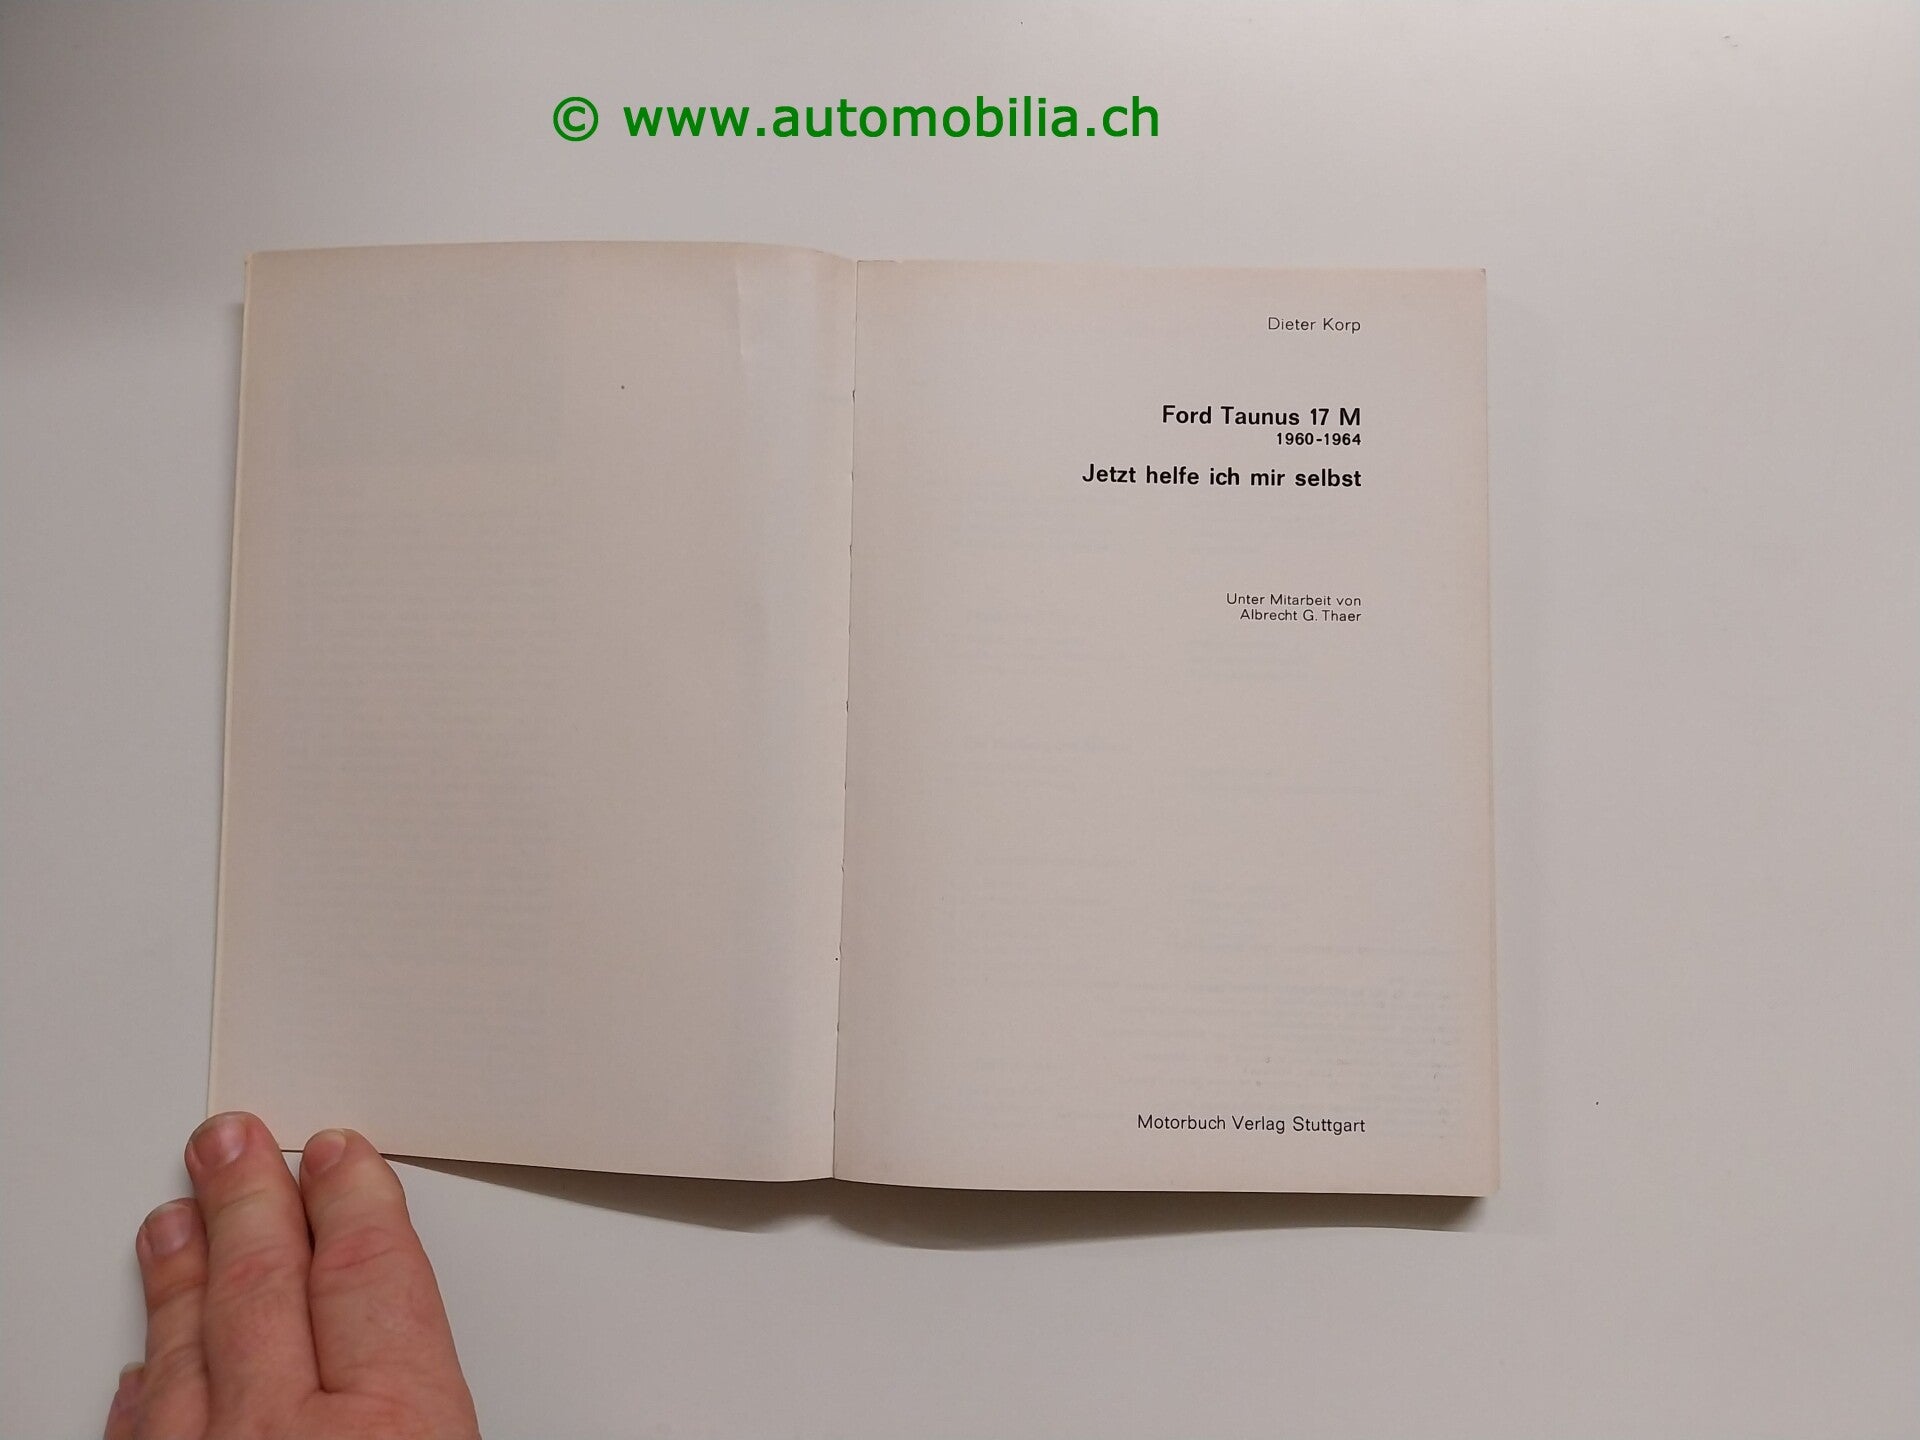 © www.automobilia.ch
Dieter Korp
Ford Taunus 17 M
1960-1964
Jetzt helfe ich mir selbst
Unter Mitarbeit von
Albrecht G. Thaer
Motorbuch Verlag Stuttgart